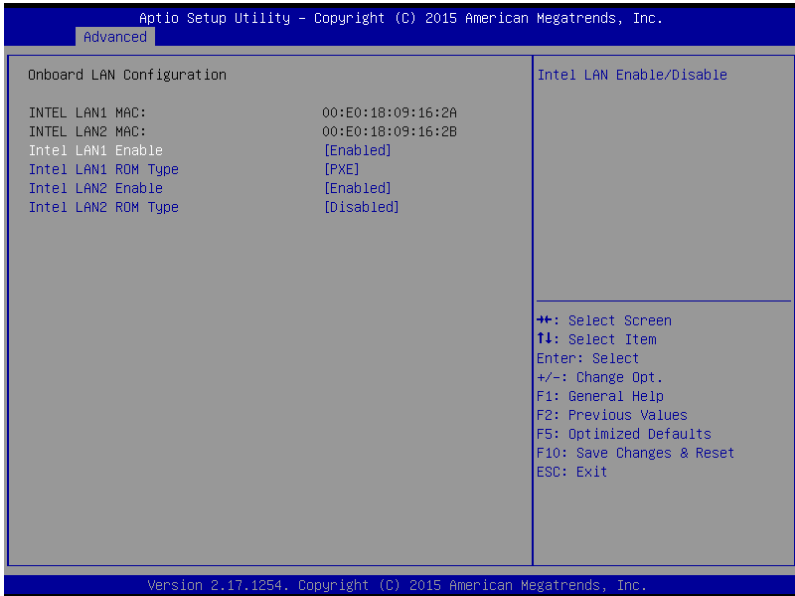 Aptio Setup Utility – Copyright (C) 2015 American Megatrends, Inc.
Advanced
Onboard LAN Configuration
INTEL LAN1 MAC: 00:E0:18:09:16:2A
INTEL LAN2 MAC: 00:E0:18:09:16:2B
Intel LAN1 Enable [Enabled]
Intel LAN1 ROM Type [PXE]
Intel LAN2 Enable [Enabled]
Intel LAN2 ROM Type [Disabled]
Intel LAN Enable/Disable
→←: Select Screen
↑↓: Select Item
Enter: Select
+/-: Change Opt.
F1: General Help
F2: Previous Values
F5: Optimized Defaults
F10: Save Changes & Reset
ESC: Exit
Version 2.17.1254. Copyright (C) 2015 American Megatrends, Inc.